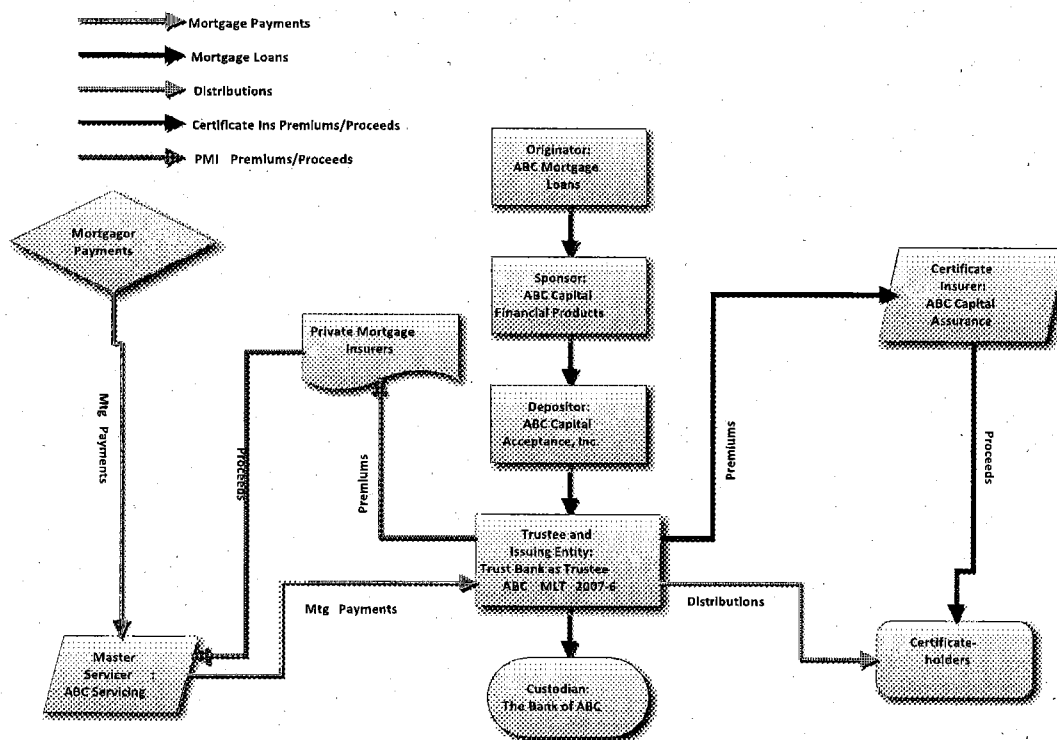 Mortgage Payments
Mortgage Loans
Distributions
Certificate Ins Premiums/Proceeds
PMI Premiums/Proceeds
Originator:
ABC Mortgage
Loans
Mortgagor
Payments
Sponsor:
ABC Capital
Financial Products
Certificate
Insurer:
ABC Capital
Assurance
Private Mortgage
Insurers
Depositor:
ABC Capital
Acceptance, Inc.
Mtg Payments
Proceeds
Premiums
Premiums
Proceeds
Trustee and
Issuing Entity:
Trust Bank as Trustee
ABC MLT 2007-6
Mtg Payments
Distributions
Master
Servicer :
ABC Servicing
Certificate-
holders
Custodian:
The Bank of ABC